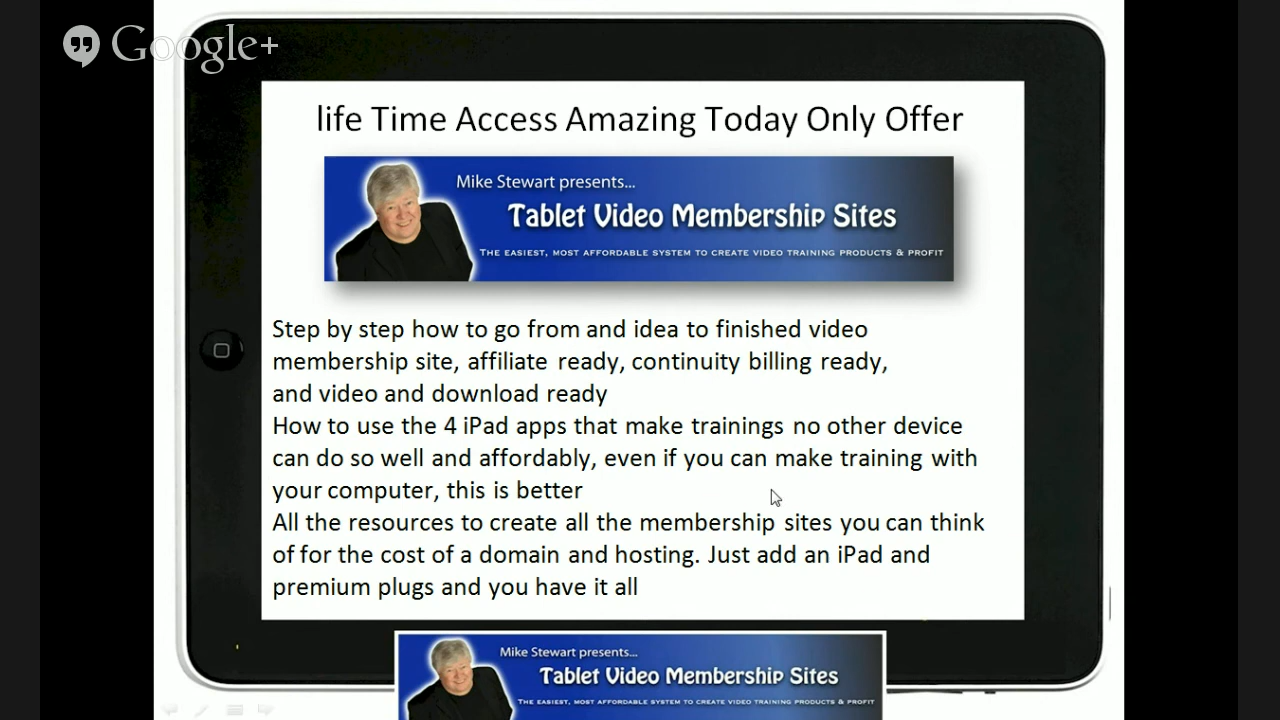 Google+
life Time Access Amazing Today Only Offer
Mike Stewart presents...
Tablet Video Membership Sites
THE EASIEST, MOST AFFORDABLE SYSTEM TO CREATE VIDEO TRAINING PRODUCTS & PROFIT
Step by step how to go from and idea to finished video
membership site, affiliate ready, continuity billing ready,
and video and download ready
How to use the 4 iPad apps that make trainings no other device
can do so well and affordably, even if you can make training with
your computer, this is better
All the resources to create all the membership sites you can think
of for the cost of a domain and hosting. Just add an iPad and
premium plugs and you have it all
Mike Stewart presents...
Tablet Video Membership Sites
THE EASIEST, MOST AFFORDABLE SYSTEM TO CREATE VIDEO TRAINING PRODUCTS & PROFIT